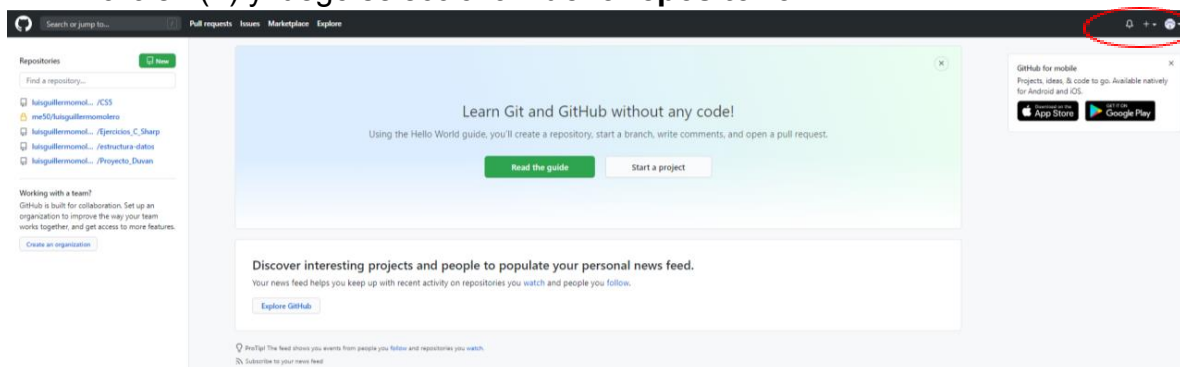 Search or jump to...
/
Pull requests Issues Marketplace Explore
Repositories
New
Find a repository...
luisguillermomol... /CS5
me50/luisguillermomolero
luisguillermomol... /Ejercicios_C_Sharp
luisguillermomol... /estructura-datos
luisguillermomol... /Proyecto_Duvan
Working with a team?
GitHub is built for collaboration. Set up an
organization to improve the way your team
works together, and get access to more features.
Create an organization
Learn Git and GitHub without any code!
Using the Hello World guide, you'll create a repository, start a branch, write comments, and open a pull request.
Read the guide
Start a project
Discover interesting projects and people to populate your personal news feed.
Your news feed helps you keep up with recent activity on repositories you watch and people you follow.
Explore GitHub
ProTip! The feed shows you events from people you follow and repositories you watch.
Subscribe to your news feed
GitHub for mobile
Projects, ideas, & code to go. Available natively
for Android and iOS.
Download on the
App Store
GET IT ON
Google Play